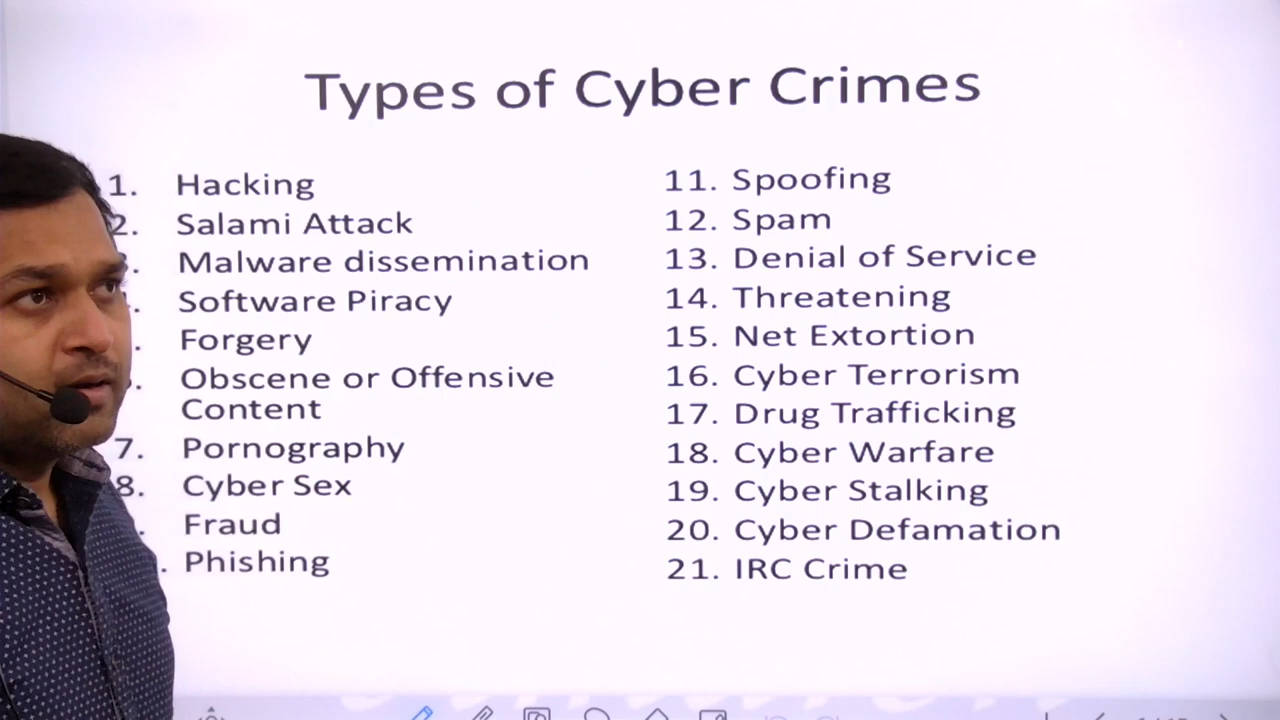 Types of Cyber Crimes
1. Hacking
2. Salami Attack
. Malware dissemination
. Software Piracy
. Forgery
. Obscene or Offensive
Content
7. Pornography
8. Cyber Sex
. Fraud
. Phishing
11. Spoofing
12. Spam
13. Denial of Service
14. Threatening
15. Net Extortion
16. Cyber Terrorism
17. Drug Trafficking
18. Cyber Warfare
19. Cyber Stalking
20. Cyber Defamation
21. IRC Crime